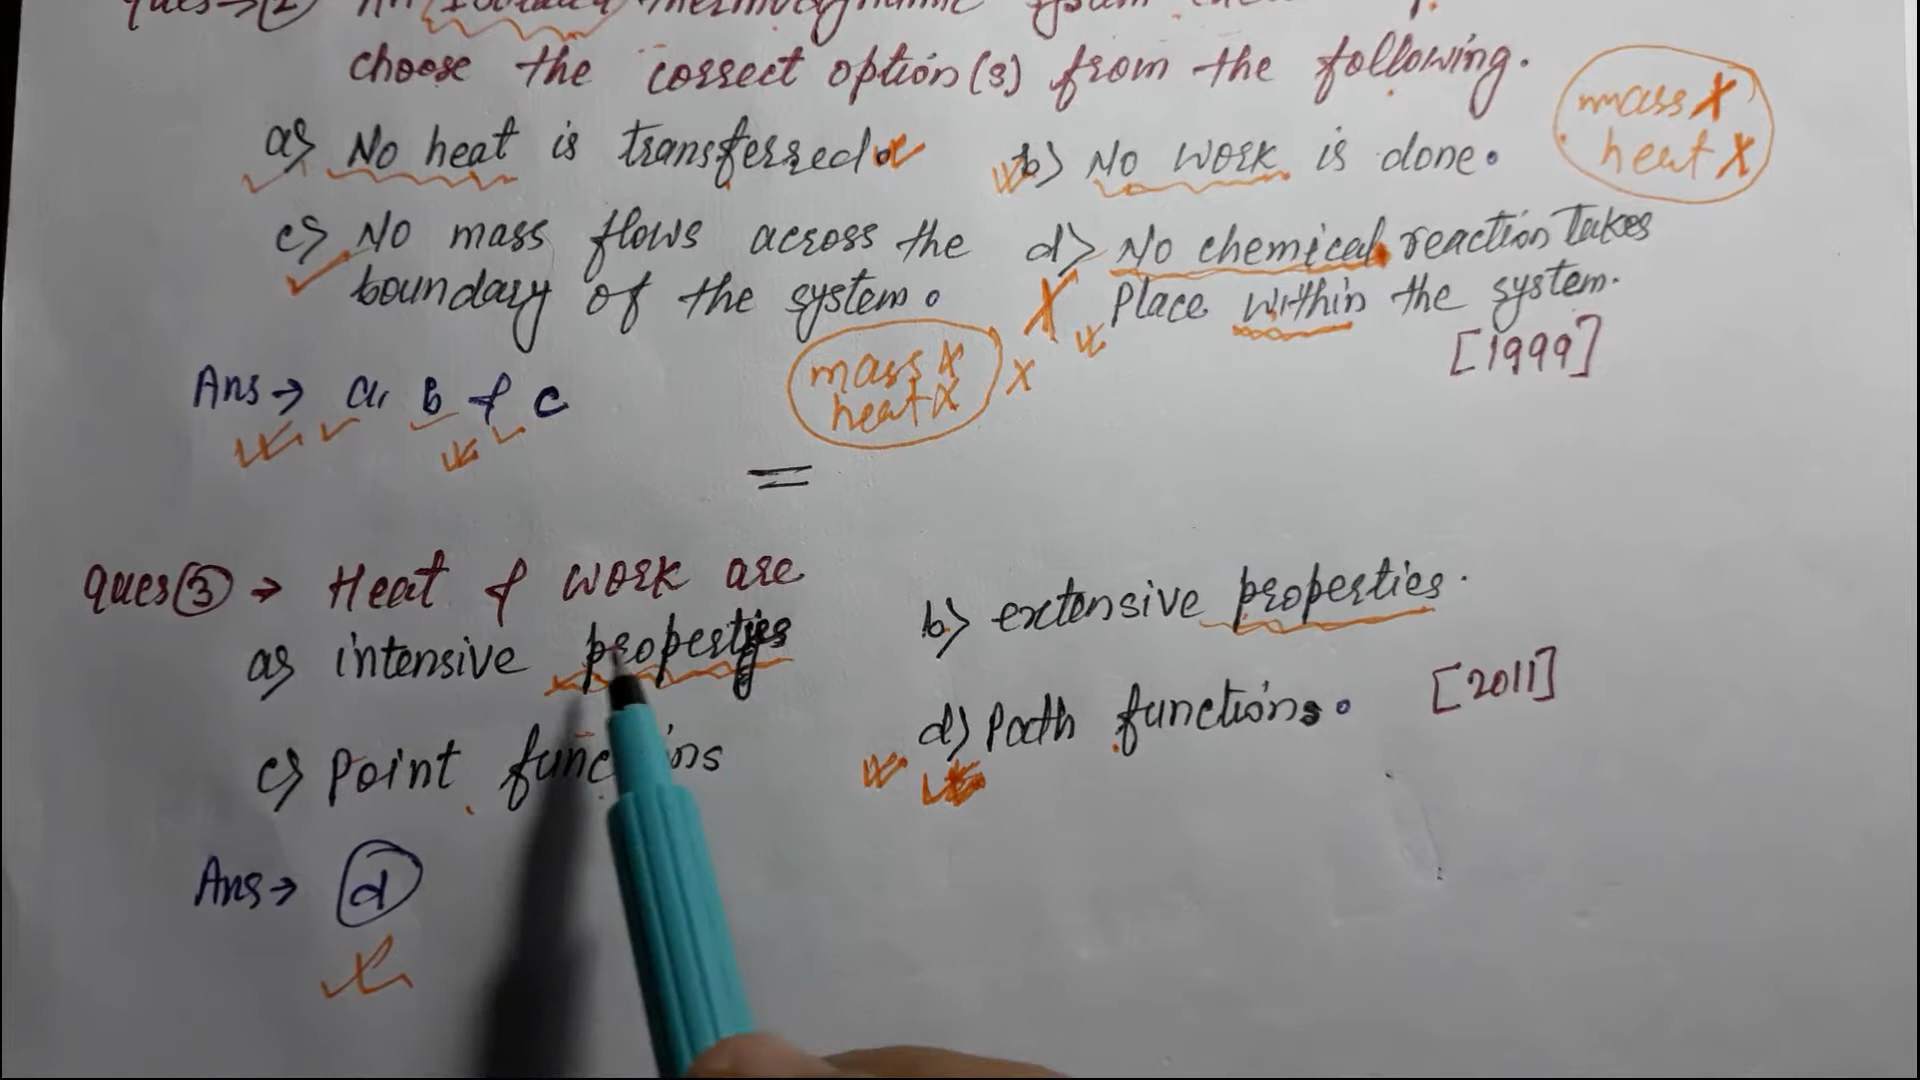 choose the correct option(s) from the following.
a) No heat is transferred. b) No work is done.
mass X
heat X
c) No mass flows across the boundary of the system.
d) No chemical reaction takes place within the system.
[1999]
mass X
heat X
X
Ans → a, b & c
=
Ques ③ → Heat & work are
a) intensive properties b) extensive properties.
c) Point d) Path functions.
[2011]
Ans → d